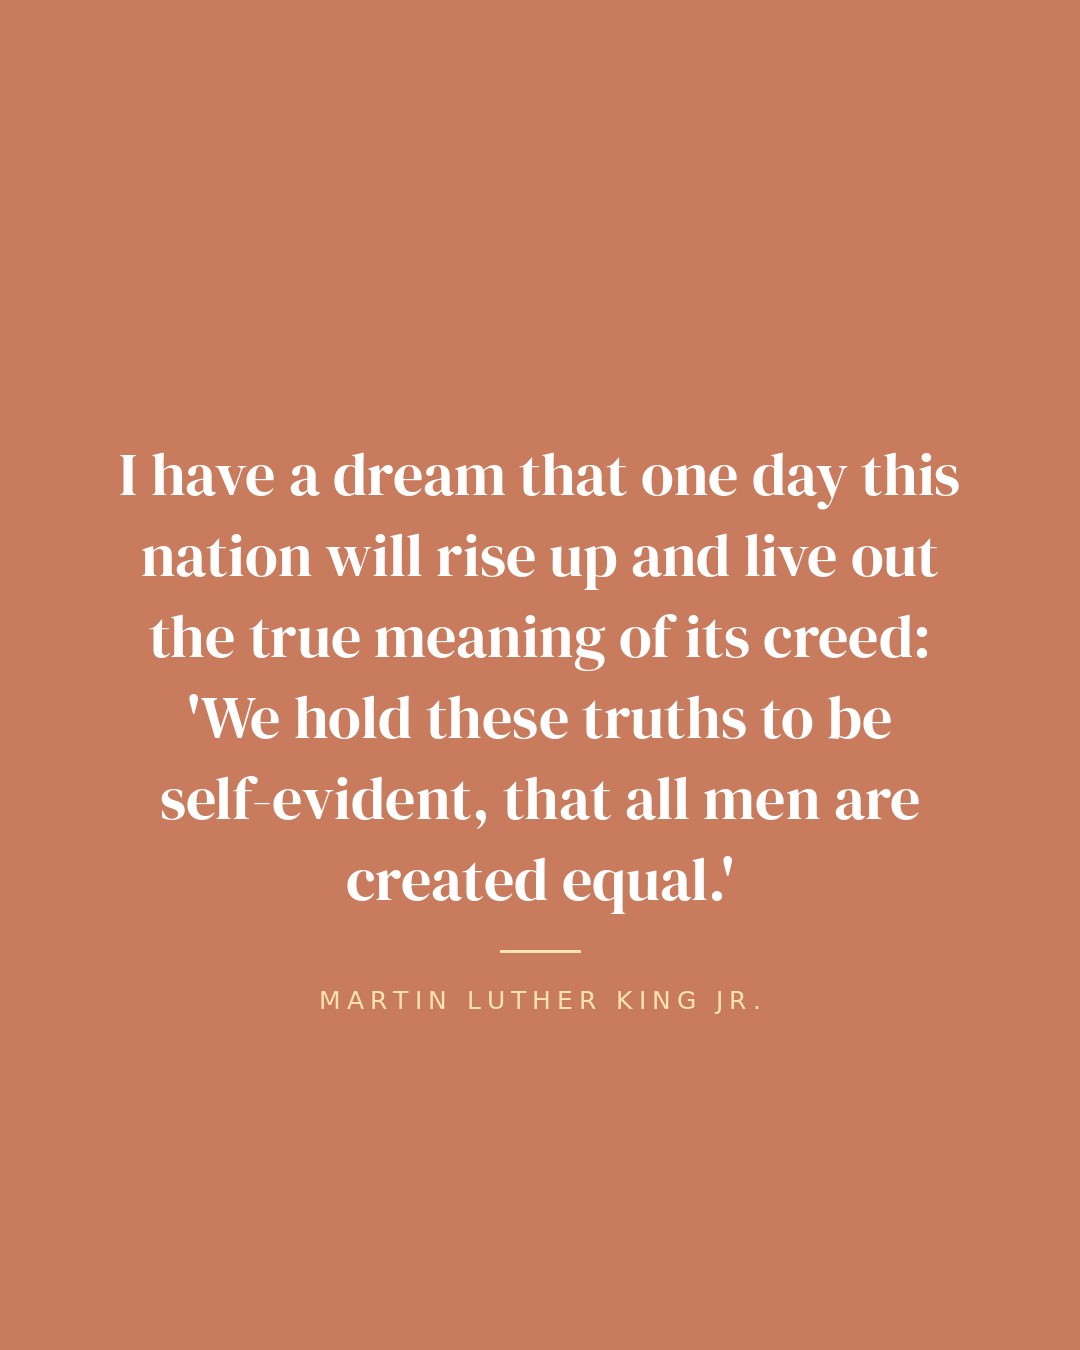 I have a dream that one day this
nation will rise up and live out
the true meaning of its creed:
'We hold these truths to be
self-evident, that all men are
created equal.'
MARTIN LUTHER KING JR.